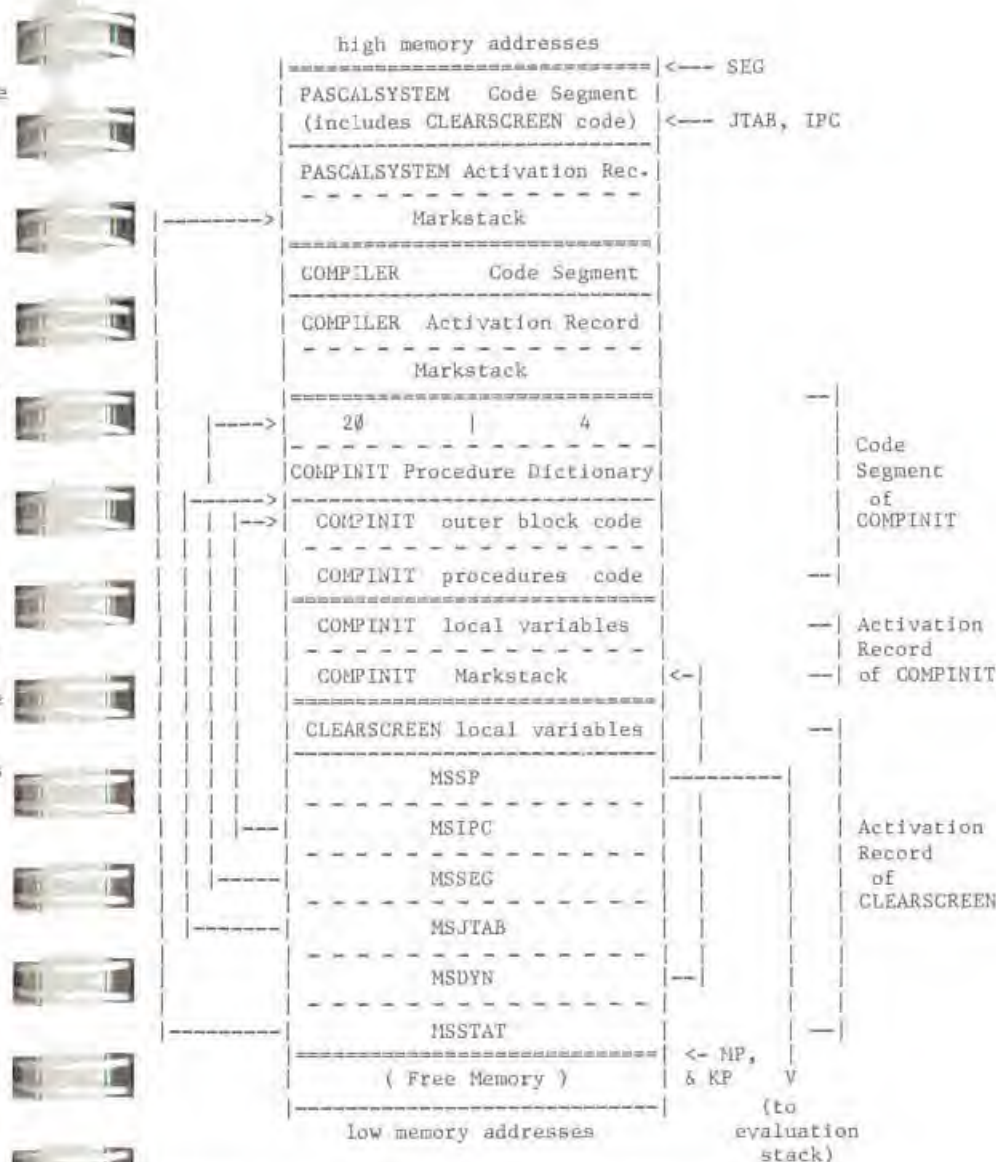 high memory addresses
<--- SEG
PASCALSYSTEM Code Segment
(includes CLEARSCREEN code) <--- JTAB, IPC
PASCALSYSTEM Activation Rec.
Markstack
COMPILER Code Segment
COMPILER Activation Record
Markstack
20 | 4
COMPINIT Procedure Dictionary
COMPINIT outer block code
COMPINIT procedures code
Code
Segment
of
COMPINIT
COMPINIT local variables
COMPINIT Markstack
Activation
Record
of COMPINIT
CLEARSCREEN local variables
MSSP
MSIPC
MSSEG
MSJTAB
MSDYN
MSSTAT
Activation
Record
of
CLEARSCREEN
<- MP,
& KP
V
( Free Memory )
(to
evaluation
stack)
low memory addresses